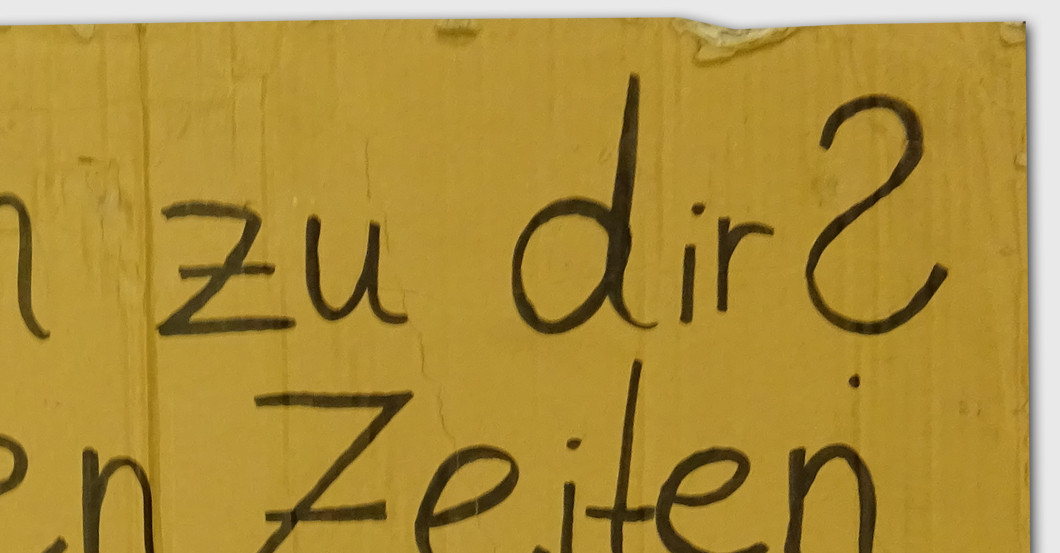 zu dir?
Zeiten